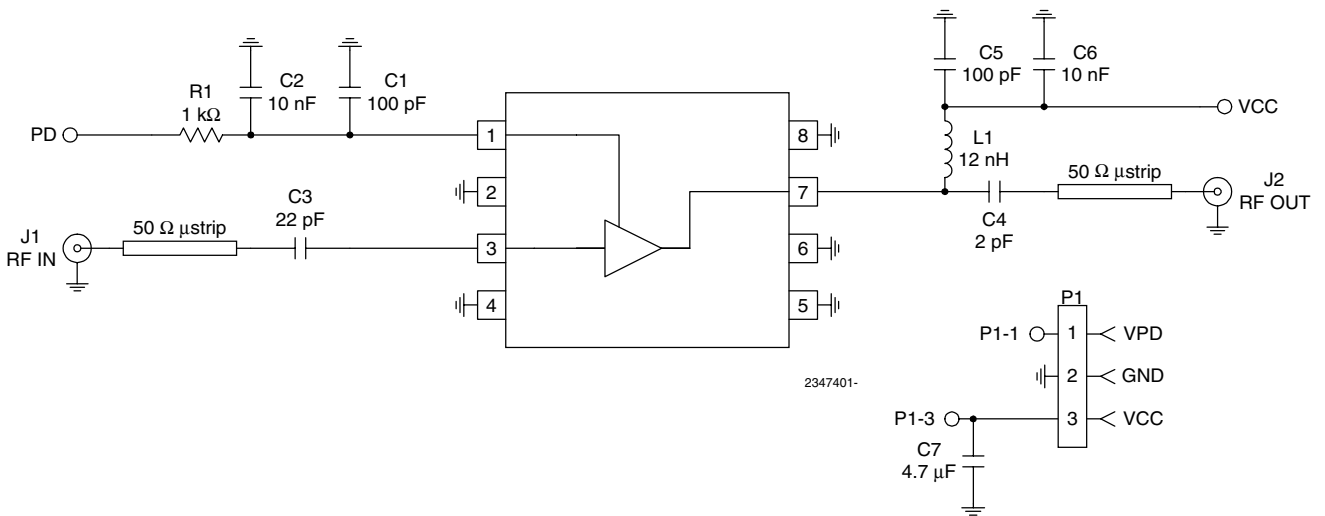 C5
100 pF
C6
10 nF
C2
10 nF
C1
100 pF
R1
1 kΩ
VCC
PD
1
8
L1
12 nH
2
7
50 Ω μstrip
J2
RF OUT
C3
22 pF
C4
2 pF
50 Ω μstrip
J1
RF IN
3
6
4
5
P1
P1-1
1
VPD
2347401-
2
GND
P1-3
3
VCC
C7
4.7 μF